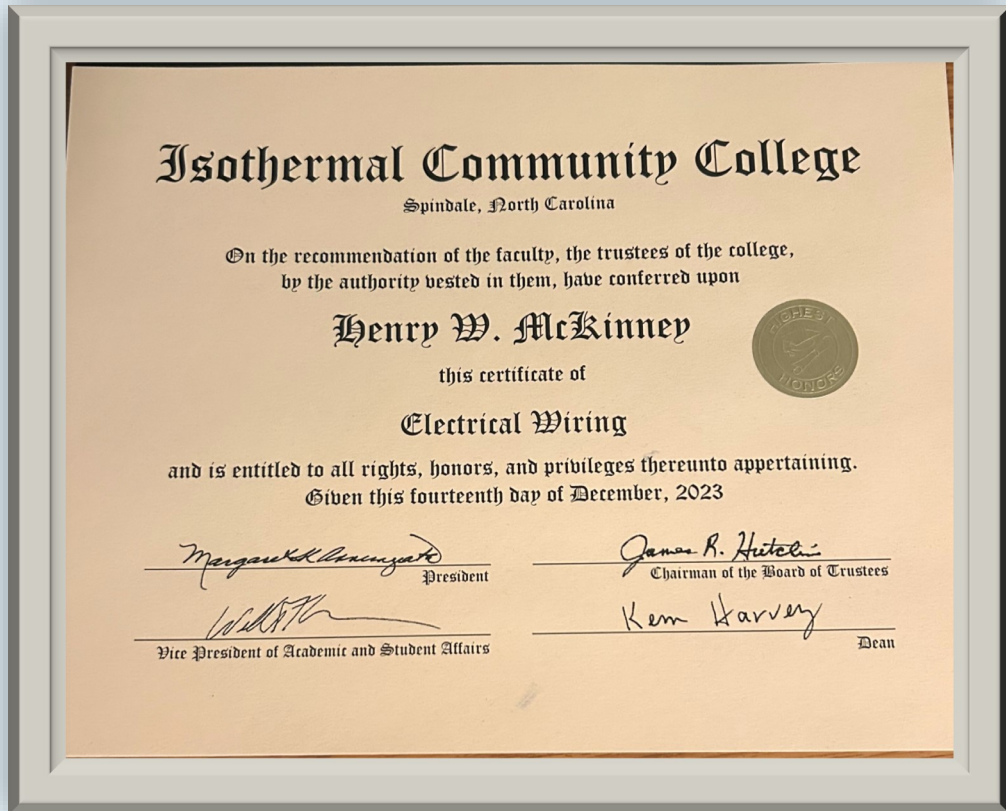 Isothermal Community College
Spindale, North Carolina
On the recommendation of the faculty, the trustees of the college,
by the authority vested in them, have conferred upon
Henry W. McKinney
HIGHEST
HONORS
this certificate of
Electrical Wiring
and is entitled to all rights, honors, and privileges thereunto appertaining.
Given this fourteenth day of December, 2023
James R. Hutchins
President
Chairman of the Board of Trustees
Kem Harvey
Vice President of Academic and Student Affairs
Dean